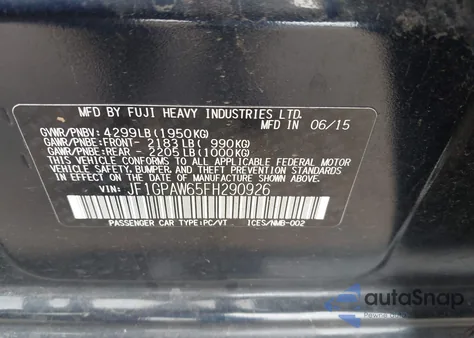 MFD BY FUJI HEAVY INDUSTRIES LTD.
IN 06/15
GVWR/PNBV: 4299LB(1950KG)
GAWR/PNBE:FRONT- 2183LB( 990KG)
GAWR/PNBE:REAR - 2205LB(1000KG)
THIS VEHICLE CONFORMS TO ALL APPLICABLE FEDERAL MOTOR
VEHICLE SAFETY, BUMPER, AND THEFT PREVENTION STANDARDS
IN EFFECT ON THE DATE OF MANUFACTURE SHOWN ABOVE.
VIN: JF1GPAW65FH290926
PASSENGER CAR TYPE:PC/VT 1CES/NMB-002
autoSnap